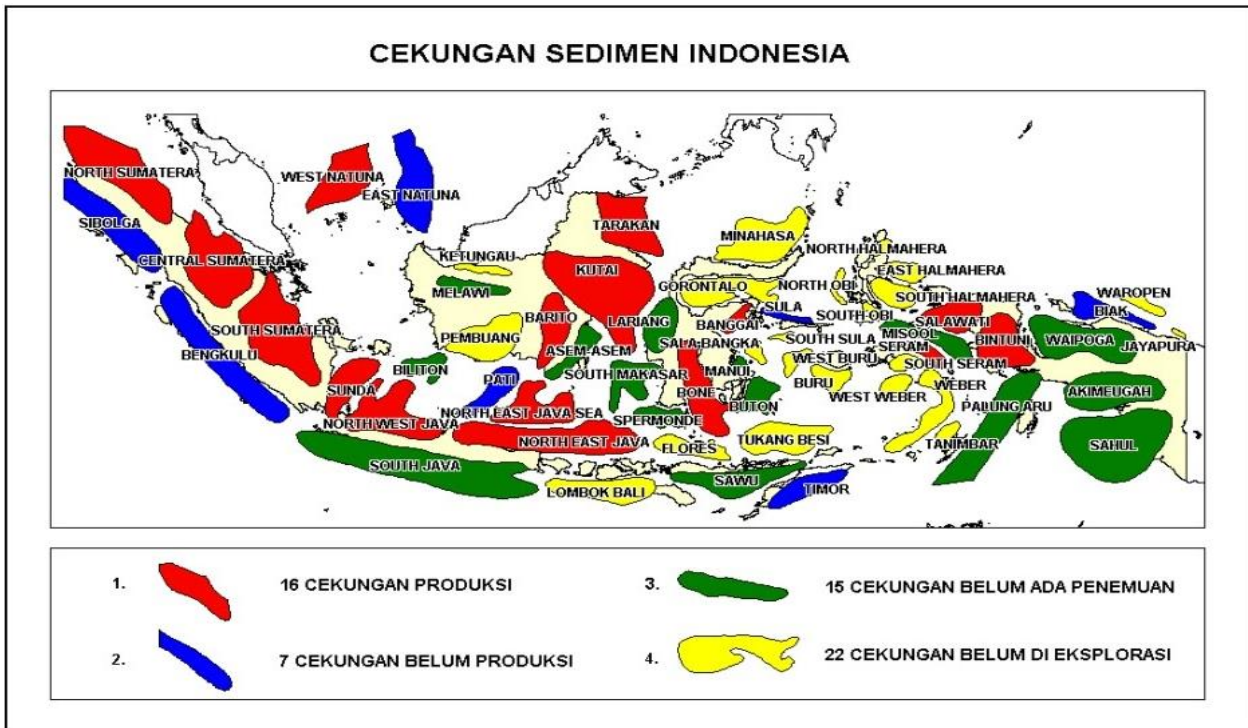 CEKUNGAN SEDIMEN INDONESIA
NORTH SUMATERA
WEST NATUNA
EAST NATUNA
SIBOLGA
TARAKAN
MINAHASA
CENTRAL SUMATERA
KETUNGAU
KUTAI
NORTH HALMAHERA
EAST HALMAHERA
MELAWI
GORONTALO
NORTH OBI
SOUTH HALMAHERA
WAROPEN
SULA
SOUTH OBI
BIAK
SOUTH SUMATERA
BARITO
LARIANG
BANGGAI
MISOOL
SALAWATI
BENGKULU
PEMBUANG
SALABANGKA
SOUTH SULA
SERAM
BINTUNI
WAIPOGA
JAYAPURA
ASEM-ASEM
WEST BURU
SOUTH SERAM
BILITON
SOUTH MAKASAR
MANUI
BURU
PATI
WEBER
SUNDA
BONE
WEST WEBER
AKIMEUGAH
NORTH EAST JAVA SEA
BUTON
PALUNG ARU
NORTH WEST JAVA
SPERMONDE
NORTH EAST JAVA
FLORES
TUKANG BESI
TANIMBAR
SAHUL
SOUTH JAVA
SAWU
LOMBOK BALI
TIMOR
1. 16 CEKUNGAN PRODUKSI
2. 7 CEKUNGAN BELUM PRODUKSI
3. 15 CEKUNGAN BELUM ADA PENEMUAN
4. 22 CEKUNGAN BELUM DI EKSPLORASI